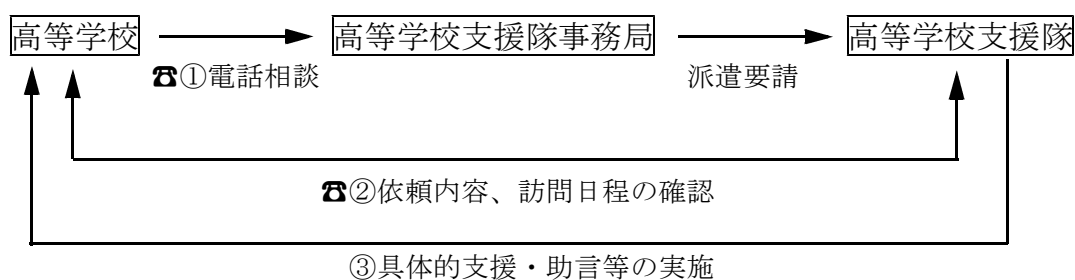 高等学校 高等学校支援隊事務局 高等学校支援隊
☎①電話相談 派遣要請
☎②依頼内容、訪問日程の確認
③具体的支援・助言等の実施